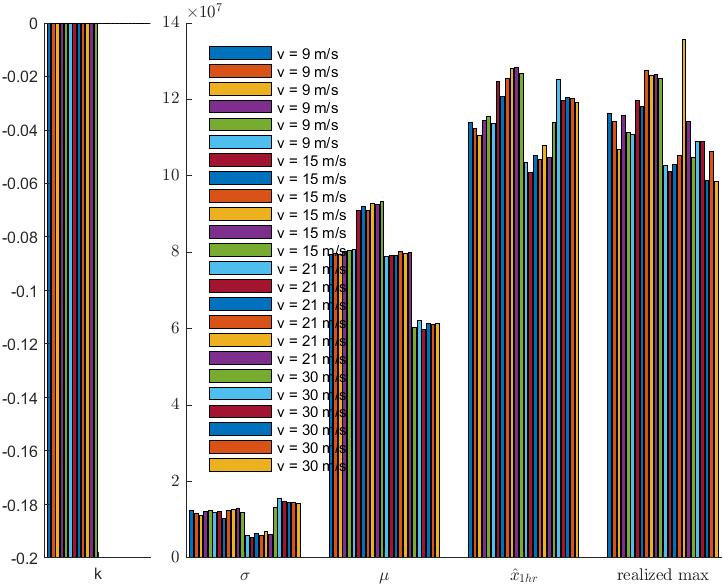 0
-0.02
-0.04
-0.06
-0.08
-0.1
-0.12
-0.14
-0.16
-0.18
-0.2
k
×10⁷
14
12
10
8
6
4
2
0
v = 9 m/s
v = 9 m/s
v = 9 m/s
v = 9 m/s
v = 9 m/s
v = 9 m/s
v = 15 m/s
v = 15 m/s
v = 15 m/s
v = 15 m/s
v = 15 m/s
v = 15 m/s
v = 21 m/s
v = 21 m/s
v = 21 m/s
v = 21 m/s
v = 21 m/s
v = 21 m/s
v = 30 m/s
v = 30 m/s
v = 30 m/s
v = 30 m/s
v = 30 m/s
v = 30 m/s
σ μ x̂₁ₕᵣ realized max